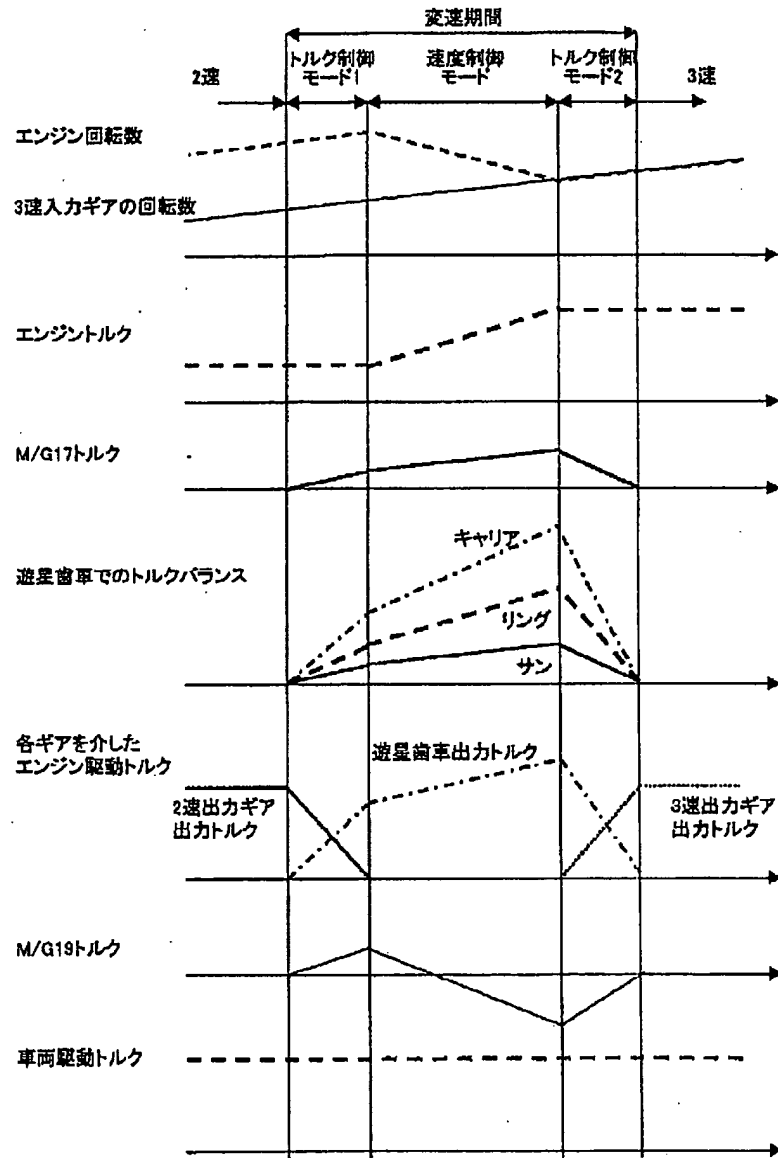 変速期間
2速
トルク制御
モード1
速度制御
モード
トルク制御
モード2
3速
エンジン回転数
3速入力ギアの回転数
エンジントルク
M/G17トルク
遊星歯車でのトルクバランス
キャリア
リング
サン
各ギアを介した
エンジン駆動トルク
遊星歯車出力トルク
2速出力ギア
出力トルク
3速出力ギア
出力トルク
M/G19トルク
車両駆動トルク